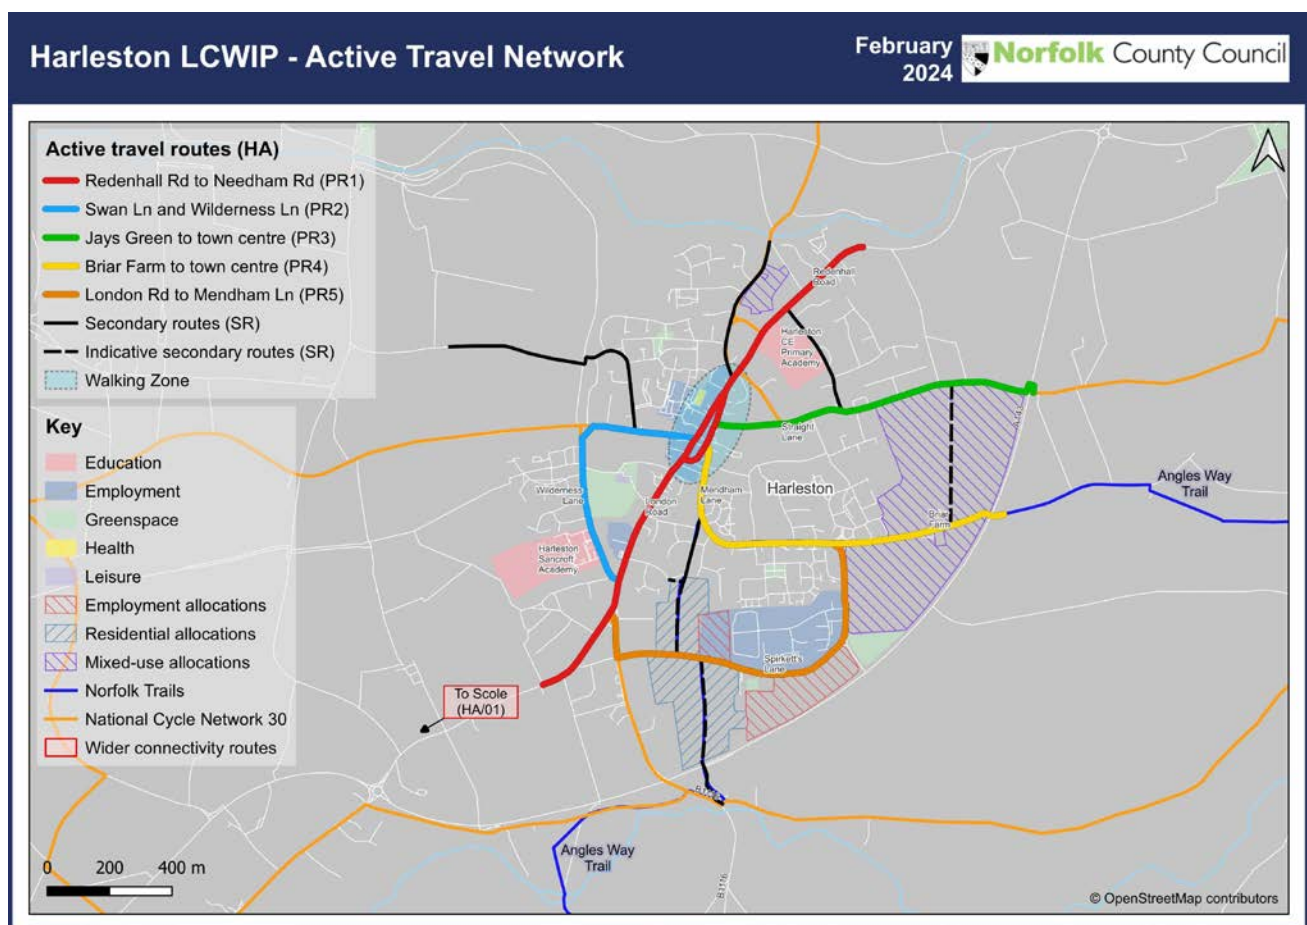 Harleston LCWIP - Active Travel Network
February
2024
Norfolk County Council
Active travel routes (HA)
Redenhall Rd to Needham Rd (PR1)
Swan Ln and Wilderness Ln (PR2)
Jays Green to town centre (PR3)
Briar Farm to town centre (PR4)
London Rd to Mendham Ln (PR5)
Secondary routes (SR)
Indicative secondary routes (SR)
Walking Zone
Key
Education
Employment
Greenspace
Health
Leisure
Employment allocations
Residential allocations
Mixed-use allocations
Norfolk Trails
National Cycle Network 30
Wider connectivity routes
Redenhall
Road
Harleston
CE
Primary
Academy
Straight
Lane
Harleston
Mendham
Lane
London
Road
Wilderness
Lane
Harleston
Sancroft
Academy
Briar
Farm
Angles Way
Trail
Spirkett's
Lane
To Scole
(HA/01)
Angles Way
Trail
B1116
0 200 400 m
© OpenStreetMap contributors